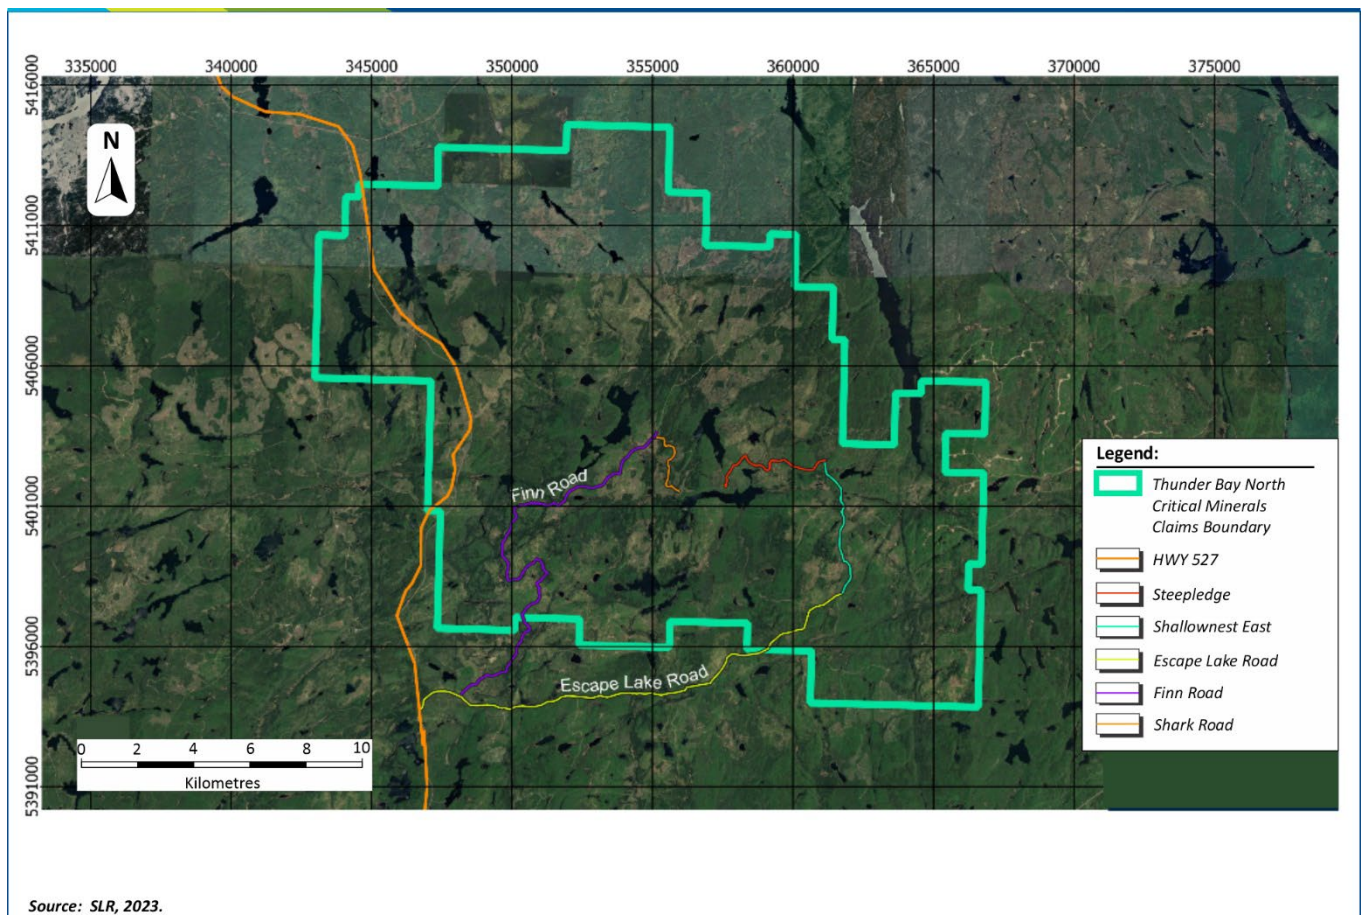 335000 340000 345000 350000 355000 360000 365000 370000 375000
5416000
5411000
5406000
5401000
5396000
5391000
N
Finn Road
Escape Lake Road
0 2 4 6 8 10
Kilometres
Legend:
Thunder Bay North
Critical Minerals
Claims Boundary
HWY 527
Steepledge
Shallownest East
Escape Lake Road
Finn Road
Shark Road
Source: SLR, 2023.